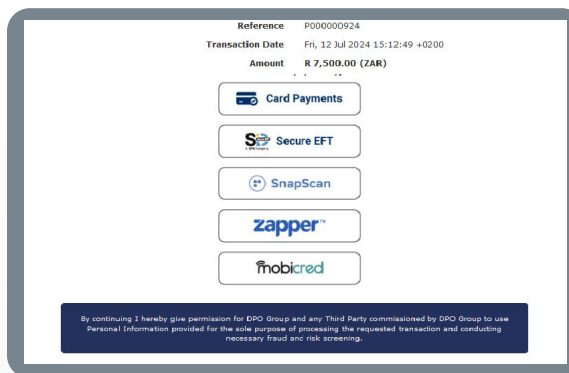 Reference P000000924
Transaction Date Fri, 12 Jul 2024 15:12:49 +0200
Amount R 7,500.00 (ZAR)
Card Payments
SiD Secure EFT
SnapScan
zapper™
mobicred
By continuing I hereby give permission for DPO Group and any Third Party commissioned by DPO Group to use
Personal Information provided for the sole purpose of processing the requested transaction and conducting
necessary fraud and risk screening.